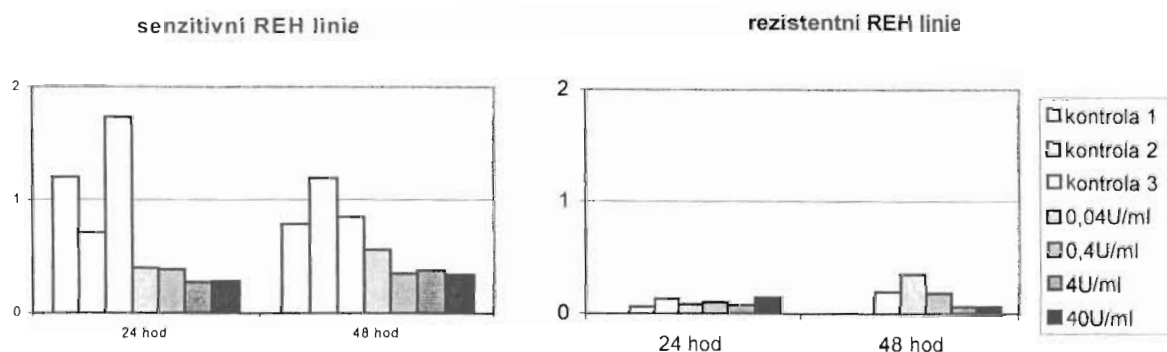 senzitivní REH linie
2
1
0
24 hod
48 hod
rezistentní REH linie
2
1
0
24 hod
48 hod
kontrola 1
kontrola 2
kontrola 3
0,04U/ml
0,4U/ml
4U/ml
40U/ml